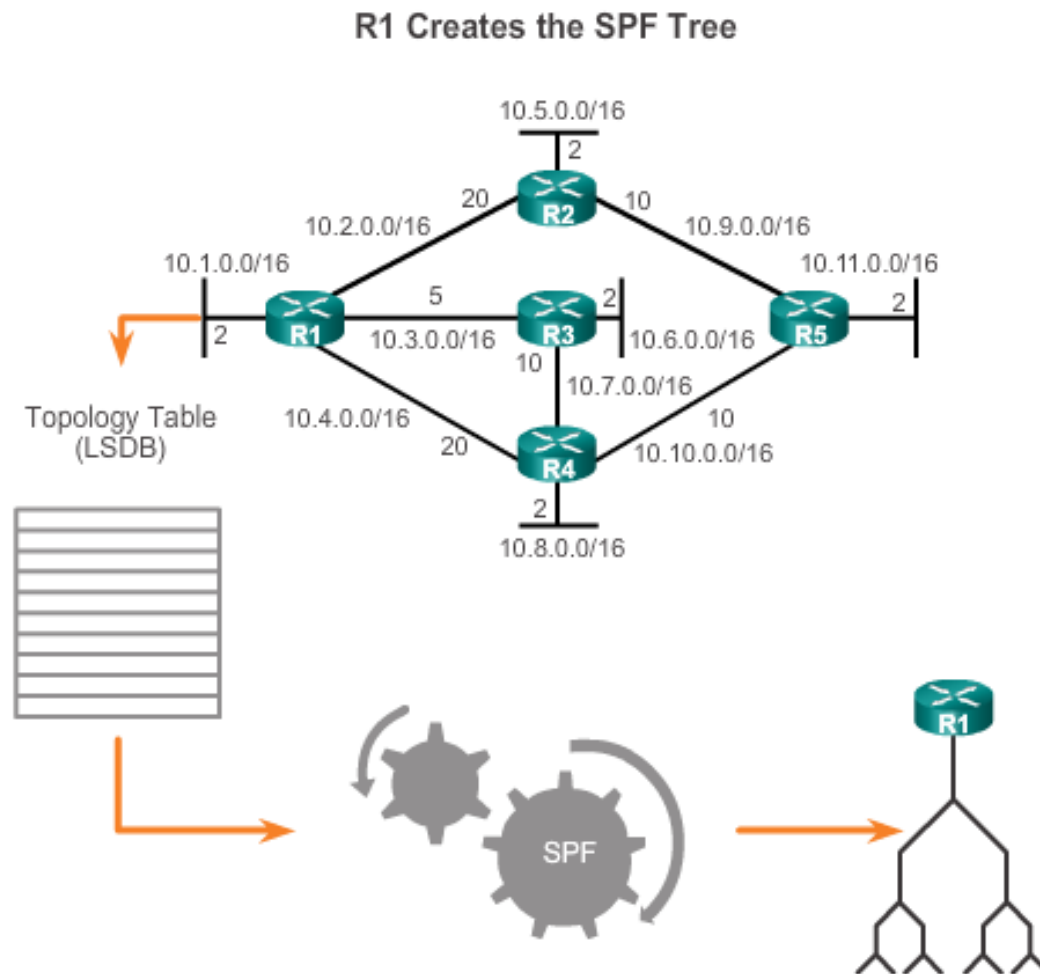 R1 Creates the SPF Tree
10.5.0.0/16
2
20
R2
10
10.2.0.0/16
10.9.0.0/16
10.1.0.0/16
10.11.0.0/16
5
2
2
R1
R3
R5
2
10.3.0.0/16
10.6.0.0/16
10
10.7.0.0/16
10.4.0.0/16
10
Topology Table
(LSDB)
20
R4
10.10.0.0/16
2
10.8.0.0/16
R1
SPF